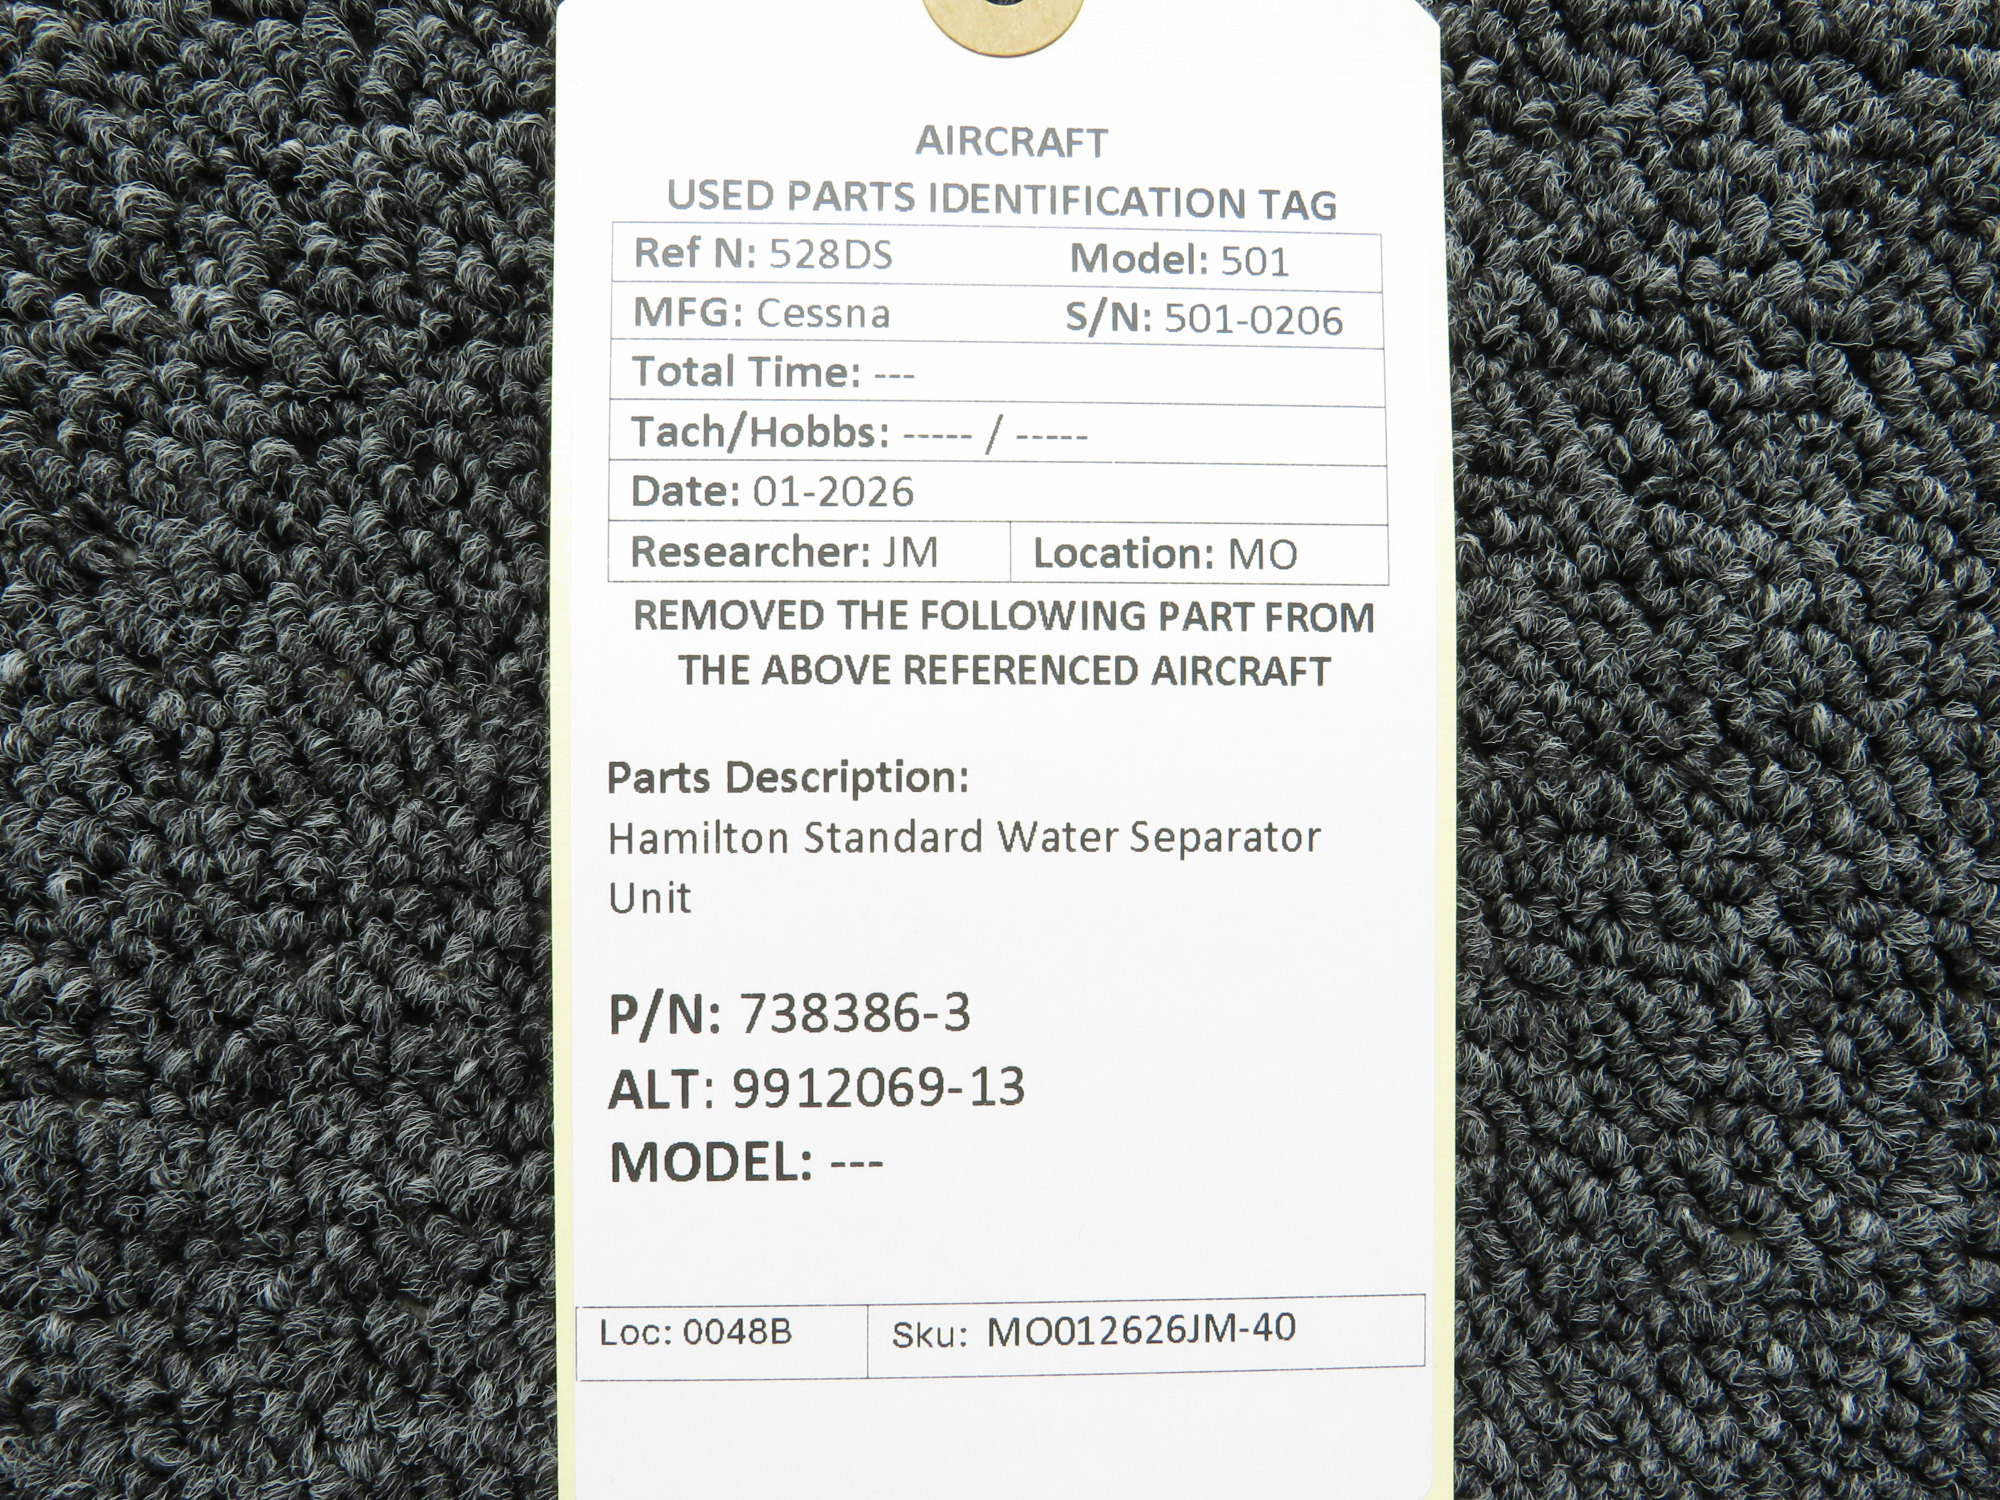 AIRCRAFT
USED PARTS IDENTIFICATION TAG
Ref N: 528DS Model: 501
MFG: Cessna S/N: 501-0206
Total Time: ---
Tach/Hobbs: ----- / -----
Date: 01-2026
Researcher: JM Location: MO
REMOVED THE FOLLOWING PART FROM
THE ABOVE REFERENCED AIRCRAFT
Parts Description:
Hamilton Standard Water Separator
Unit
P/N: 738386-3
ALT: 9912069-13
MODEL: ---
Loc: 0048B Sku: MO012626JM-40